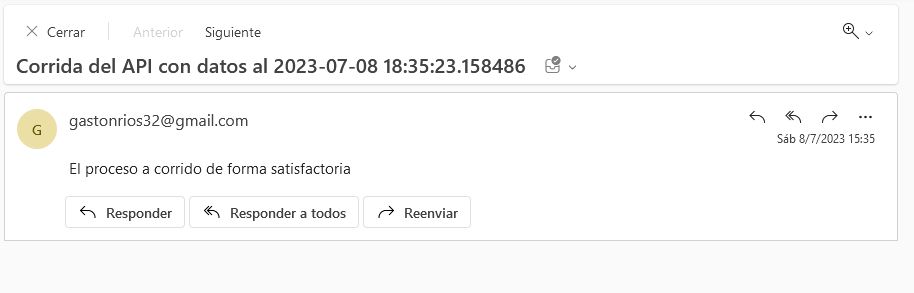 Cerrar Anterior Siguiente
Corrida del API con datos al 2023-07-08 18:35:23.158486
G gastonrios32@gmail.com
Sáb 8/7/2023 15:35
El proceso a corrido de forma satisfactoria
Responder Responder a todos Reenviar